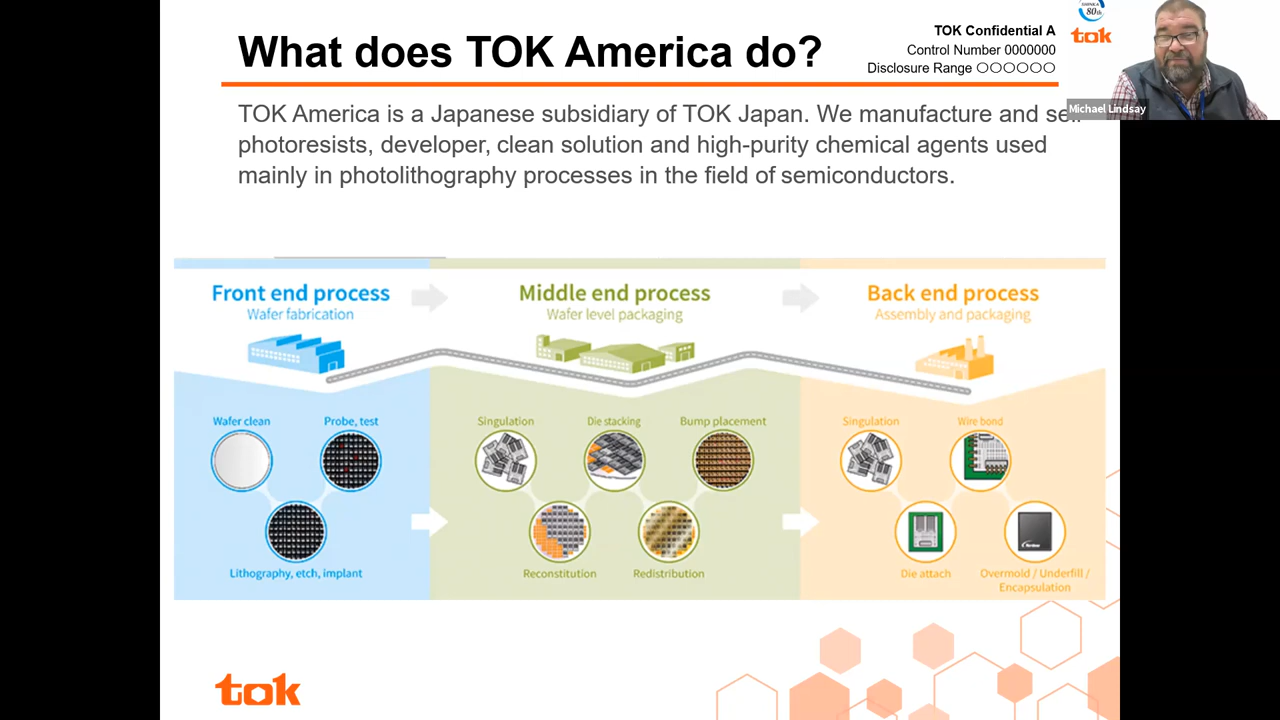 What does TOK America do?
TOK Confidential A
Control Number 0000000
Disclosure Range ○○○○○○
80th
tok
Michael Lindsay
TOK America is a Japanese subsidiary of TOK Japan. We manufacture and sell
photoresists, developer, clean solution and high-purity chemical agents used
mainly in photolithography processes in the field of semiconductors.
Front end process
Wafer fabrication
Middle end process
Wafer level packaging
Back end process
Assembly and packaging
Wafer clean
Probe, test
Lithography, etch, implant
Singulation
Die stacking
Bump placement
Reconstitution
Redistribution
Singulation
Wire bond
Die attach
Overmold / Underfill /
Encapsulation
tok